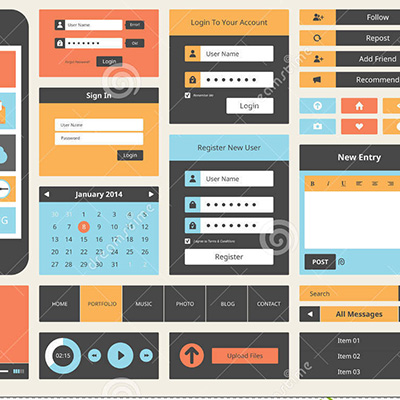 User Name
Error!
Ok!
Forgot Password?
Login
Sign In
User Name
Password
Login
January 2014
30 31 1 2 3 4 5
6 7 8 9 10 11 12
13 14 15 16 17 18 19
20 21 22 23 24 25 26
27 28 29 30 31
Login To Your Account
User Name
Remember Me
Login
Register New User
User Name
I agree to Terms & Conditions
Register
Follow
Repost
Add Friend
Recommend
New Entry
B I U
POST
HOME
PORTFOLIO
MUSIC
PHOTO
BLOG
CONTACT
02:15
Upload Files
Search
All Messages
Item 01
Item 02
Item 03